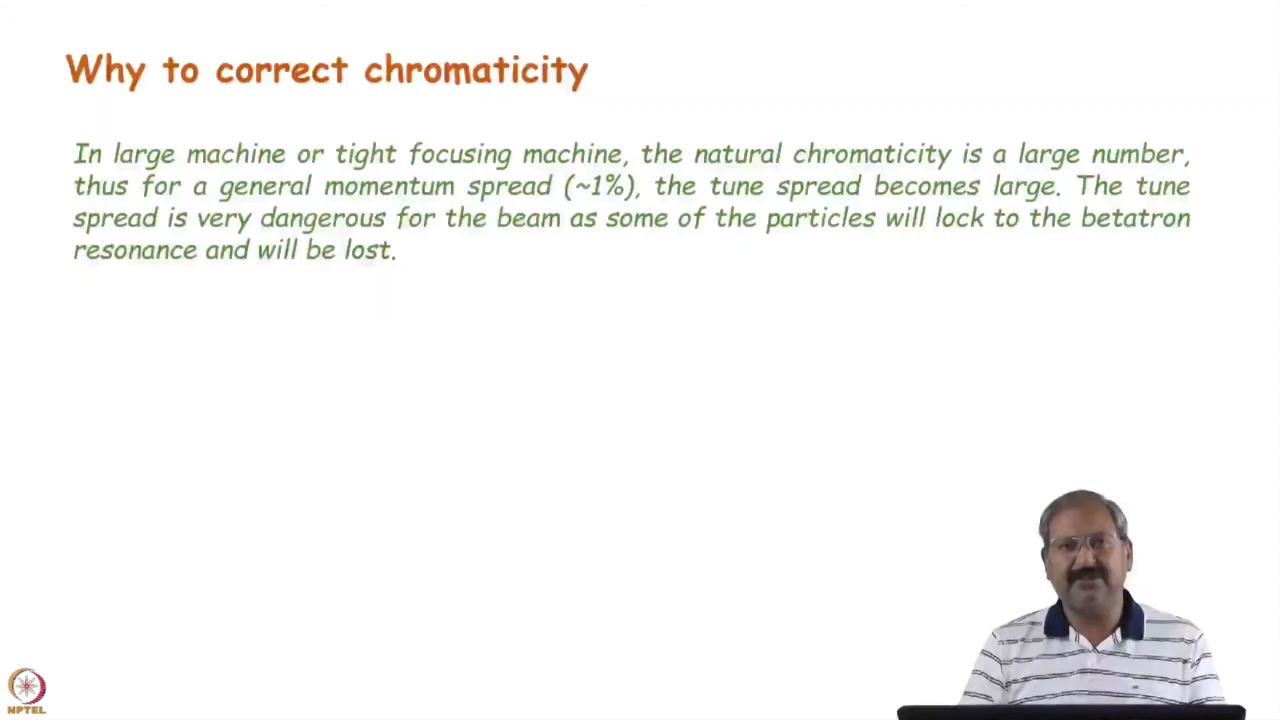 Why to correct chromaticity
In large machine or tight focusing machine, the natural chromaticity is a large number,
thus for a general momentum spread (~1%), the tune spread becomes large. The tune
spread is very dangerous for the beam as some of the particles will lock to the betatron
resonance and will be lost.
NPTEL